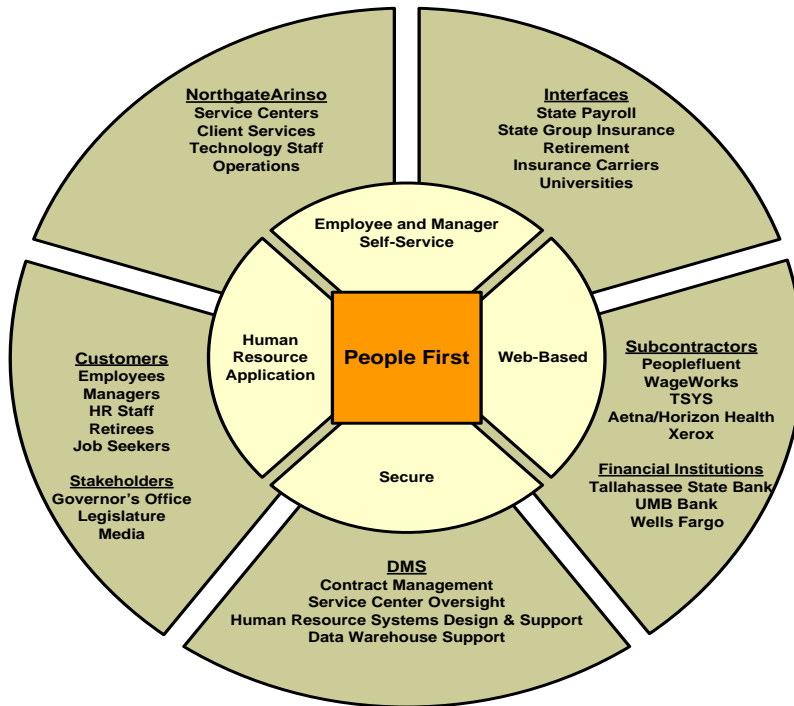 NorthgateArinso
Service Centers
Client Services
Technology Staff
Operations
Interfaces
State Payroll
State Group Insurance
Retirement
Insurance Carriers
Universities
Employee and Manager
Self-Service
Human
Resource
Application
People First
Web-Based
Secure
Customers
Employees
Managers
HR Staff
Retirees
Job Seekers
Stakeholders
Governor's Office
Legislature
Media
Subcontractors
Peoplefluent
WageWorks
TSYS
Aetna/Horizon Health
Xerox
Financial Institutions
Tallahassee State Bank
UMB Bank
Wells Fargo
DMS
Contract Management
Service Center Oversight
Human Resource Systems Design & Support
Data Warehouse Support